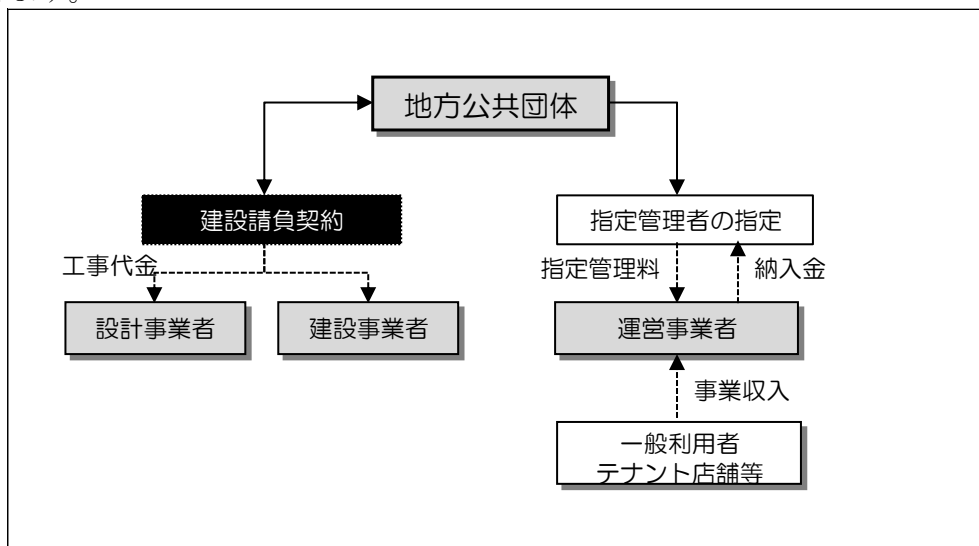 地方公共団体
建設請負契約
指定管理者の指定
工事代金
指定管理料
納入金
設計事業者
建設事業者
運営事業者
事業収入
一般利用者
テナント店舗等